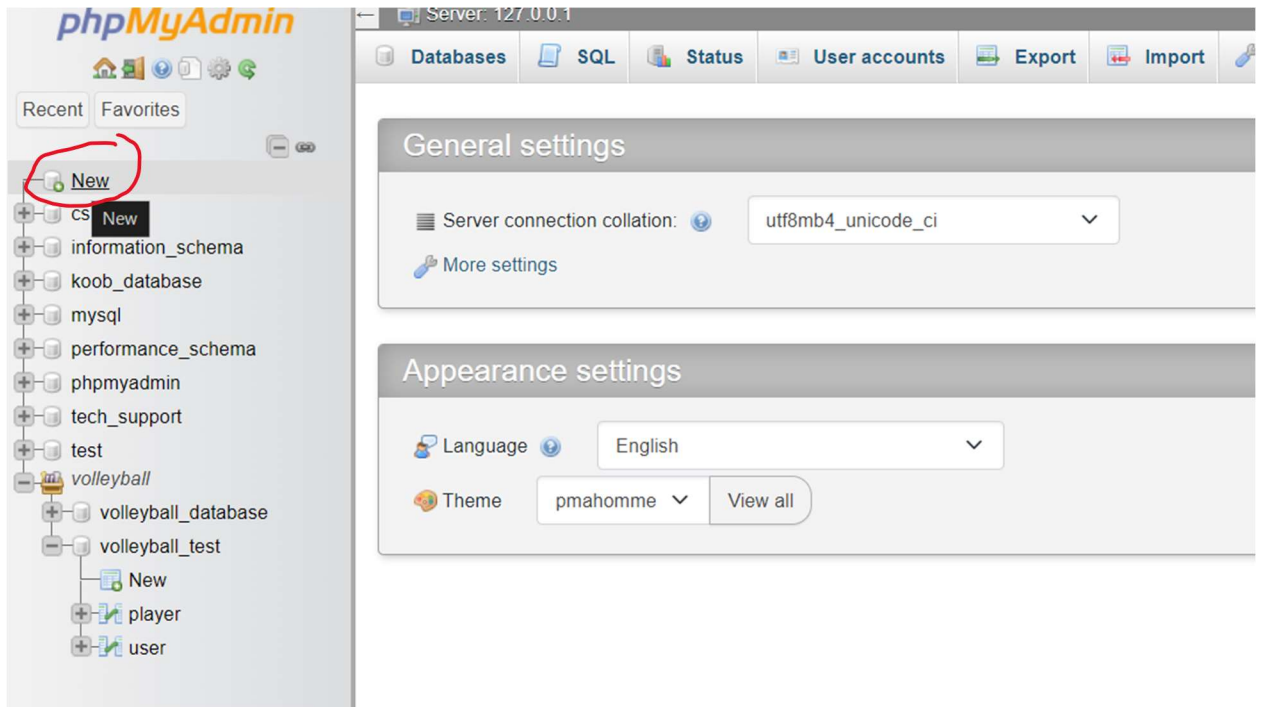 phpMyAdmin
Server: 127.0.0.1
Databases SQL Status User accounts Export Import
Recent Favorites
New
cs
New
information_schema
koob_database
mysql
performance_schema
phpmyadmin
tech_support
test
volleyball
volleyball_database
volleyball_test
New
player
user
General settings
Server connection collation: utf8mb4_unicode_ci
More settings
Appearance settings
Language English
Theme pmahomme View all